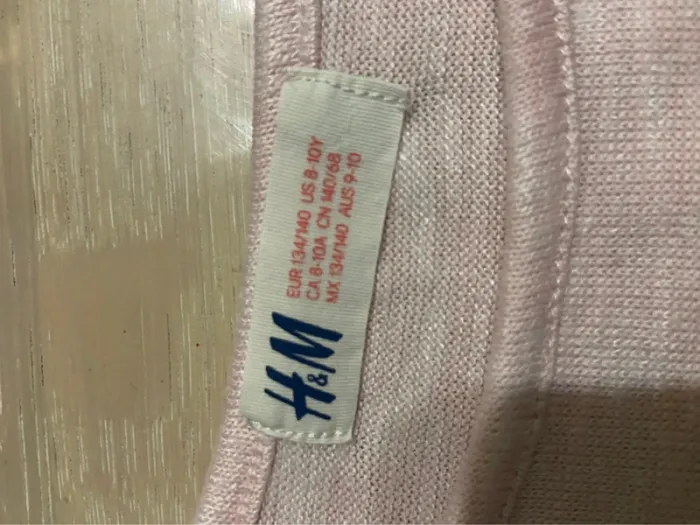 H&M
EUR 134/140 US 8-10Y
CA 8-10A CN 140/68
MX 134/140 AUS 9-10